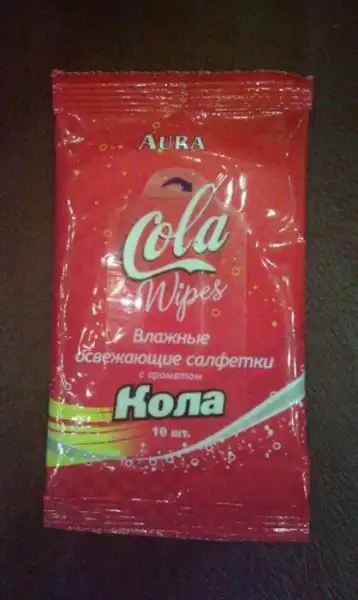 AURA
Cola
Wipes
Влажные
освежающие салфетки
с ароматом
Кола
10 шт.